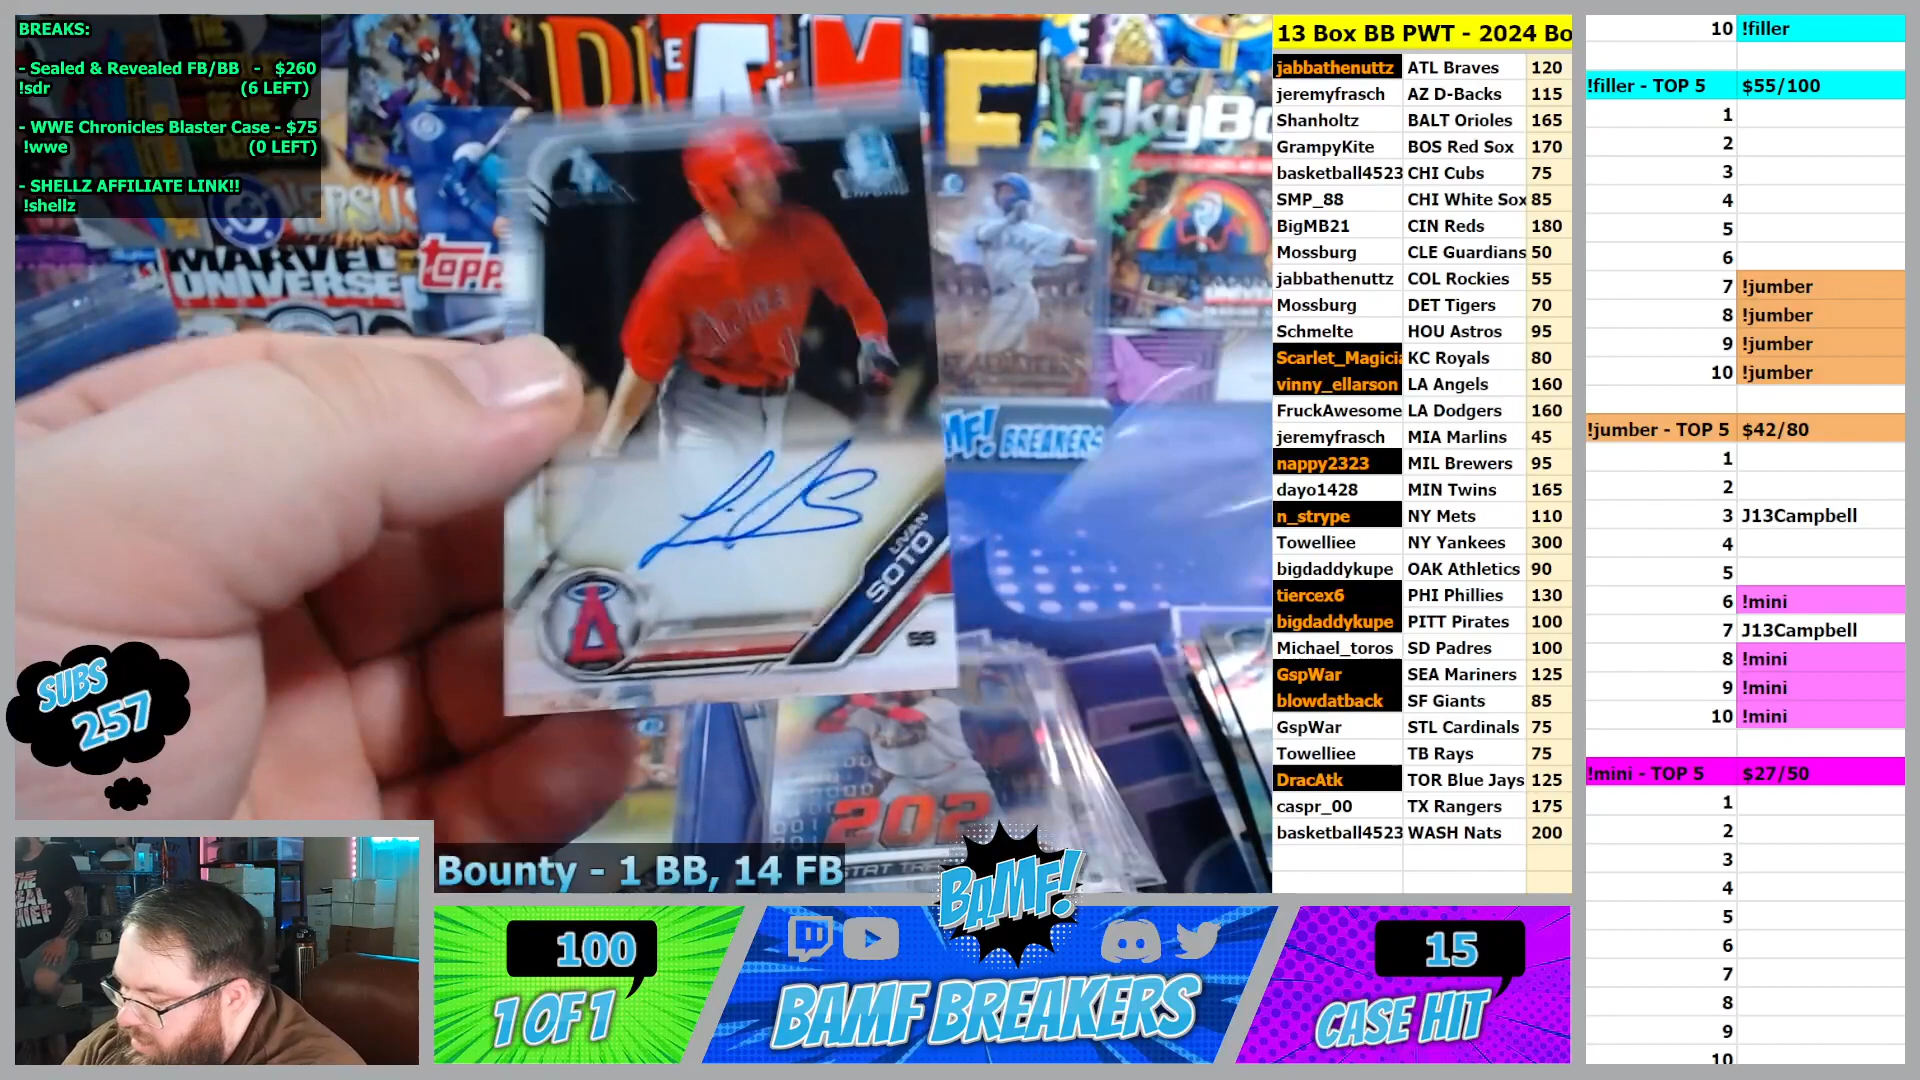 BREAKS:
- Sealed & Revealed FB/BB - $260
!sdr (6 LEFT)
- WWE Chronicles Blaster Case - $75
!wwe (0 LEFT)
- SHELLZ AFFILIATE LINK!!
!shellz
MARVEL
UNIVERSE
topps
SkyBo
LIVAN
SOTO
A
MF! BREAKERS
202
STAT TRA
SUBS
257
Bounty - 1 BB, 14 FB
BAMF!
100
1 OF 1
BAMF BREAKERS
15
CASE HIT
13 Box BB PWT - 2024 Bo
jabbathenuttz ATL Braves 120
jeremyfrasch AZ D-Backs 115
Shanholtz BALT Orioles 165
GrampyKite BOS Red Sox 170
basketball4523 CHI Cubs 75
SMP_88 CHI White Sox 85
BigMB21 CIN Reds 180
Mossburg CLE Guardians 50
jabbathenuttz COL Rockies 55
Mossburg DET Tigers 70
Schmelte HOU Astros 95
Scarlet_Magicia KC Royals 80
vinny_ellarson LA Angels 160
FruckAwesome LA Dodgers 160
jeremyfrasch MIA Marlins 45
nappy2323 MIL Brewers 95
dayo1428 MIN Twins 165
n_strype NY Mets 110
Towelliee NY Yankees 300
bigdaddykupe OAK Athletics 90
tiercex6 PHI Phillies 130
bigdaddykupe PITT Pirates 100
Michael_toros SD Padres 100
GspWar SEA Mariners 125
blowdatback SF Giants 85
GspWar STL Cardinals 75
Towelliee TB Rays 75
DracAtk TOR Blue Jays 125
caspr_00 TX Rangers 175
basketball4523 WASH Nats 200
10 !filler
!filler - TOP 5 $55/100
1
2
3
4
5
6
7 !jumber
8 !jumber
9 !jumber
10 !jumber
!jumber - TOP 5 $42/80
1
2
3 J13Campbell
4
5
6 !mini
7 J13Campbell
8 !mini
9 !mini
10 !mini
!mini - TOP 5 $27/50
1
2
3
4
5
6
7
8
9
10